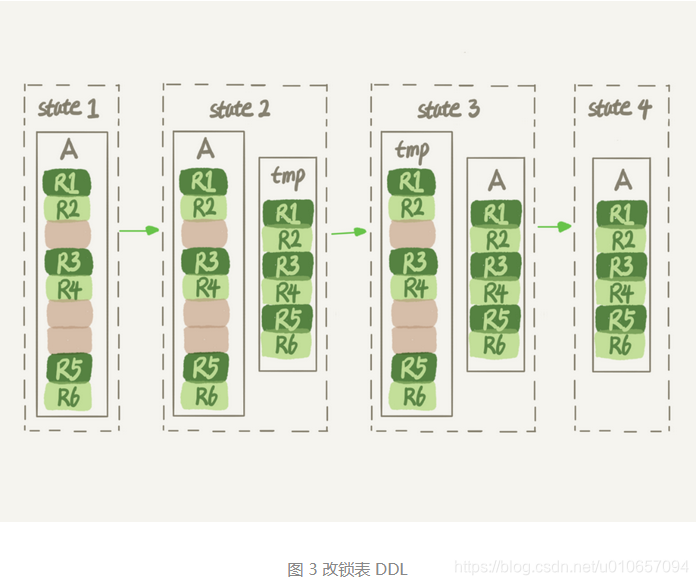 state 1
A
R1
R2
R3
R4
R5
R6
state 2
A
R1
R2
R3
R4
R5
R6
tmp
R1
R2
R3
R4
R5
R6
state 3
tmp
R1
R2
R3
R4
R5
R6
A
R1
R2
R3
R4
R5
R6
state 4
A
R1
R2
R3
R4
R5
R6
图 3 改锁表 DDL
https://blog.csdn.net/u010657094